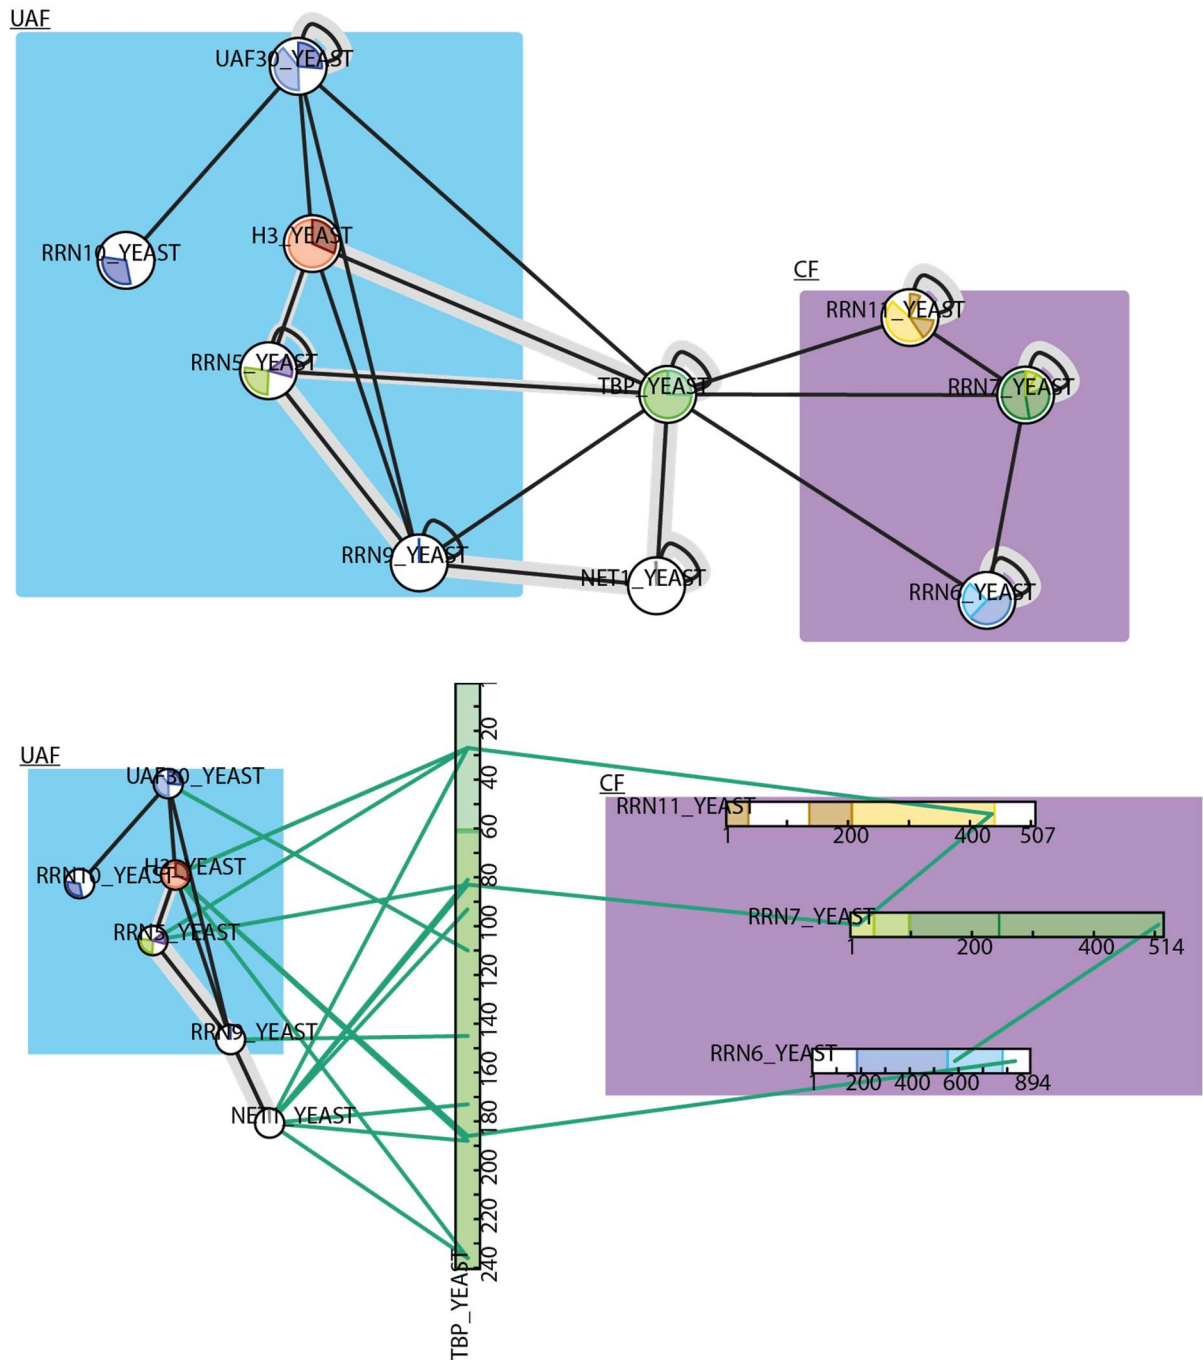 UAF
UAF30_YEAST
RRN10_YEAST
H3_YEAST
CF
RRN11_YEAST
RRN5_YEAST
TBP_YEAST
RRN7_YEAST
RRN9_YEAST
NET1_YEAST
RRN6_YEAST
UAF
UAF30_YEAST
RRN10_YEAST
H3_YEAST
RRN5_YEAST
RRN9_YEAST
NET1_YEAST
1
20
40
60
80
100
120
140
160
180
200
220
240
TBP_YEAST
CF
RRN11_YEAST
1 200 400 507
RRN7_YEAST
1 200 400 514
RRN6_YEAST
1 200 400 600 894